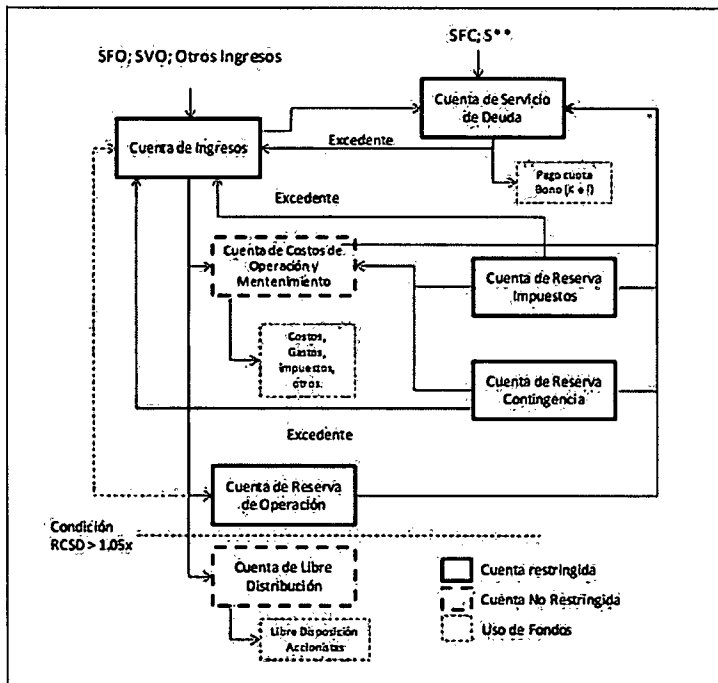 SFC; S**
SFO; SVO; Otros Ingresos
Cuenta de Servicio
de Deuda
*
Cuenta de Ingresos
Excedente
Pago cuota
Bono (K + I)
Excedente
Cuenta de Costos de
Operación y
Mentenimiento
Cuenta de Reserva
Impuestos
Costos,
Gastos,
impuestos,
otros.
Cuenta de Reserva
Contingencia
Excedente
Cuenta de Reserva
de Operación
Condición
RCSD > 1.05x
Cuenta de Libre
Distribución
Cuenta restringida
Cuenta No Restringida
Uso de Fondos
Libre Disposición
Accionistas